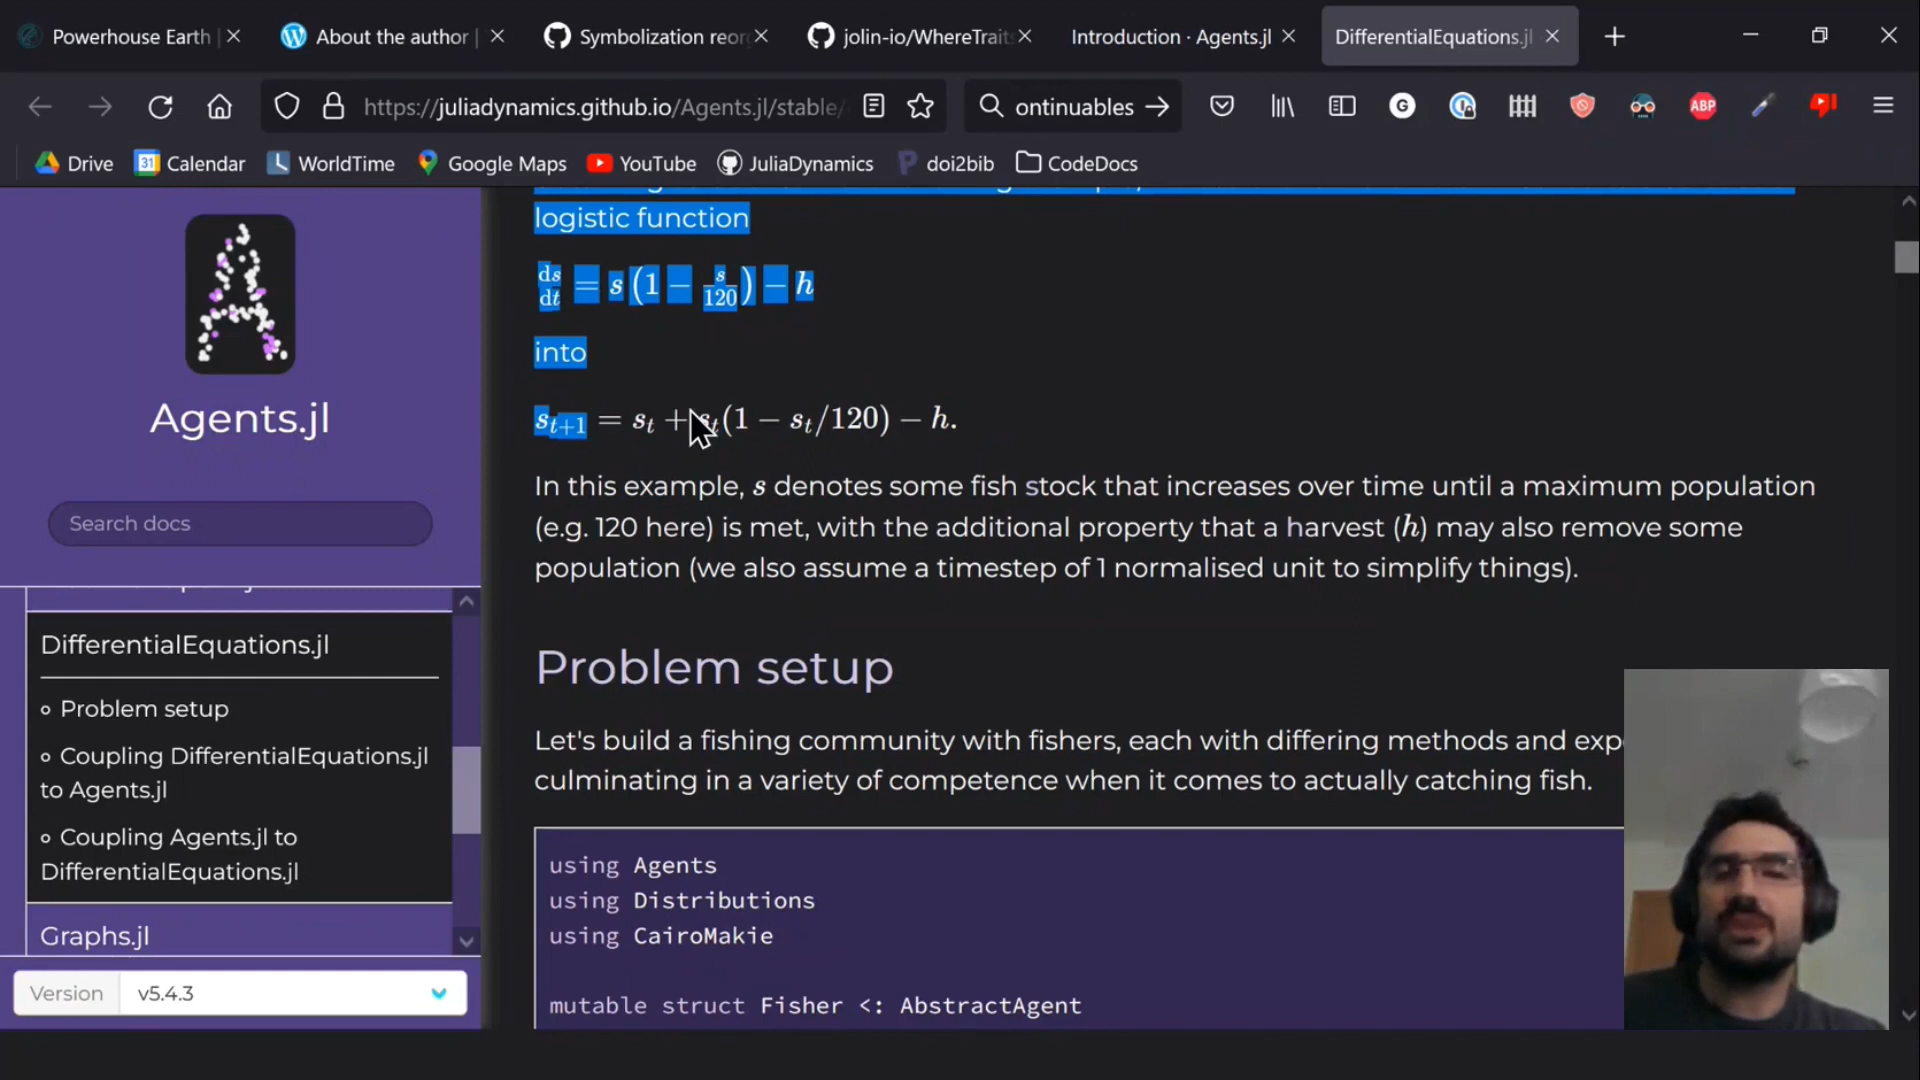 Powerhouse Earth | About the author | Symbolization reor jolin-io/WhereTraits Introduction · Agents.jl DifferentialEquations.jl
https://juliadynamics.github.io/Agents.jl/stable/ ontinuables →
Drive Calendar WorldTime Google Maps YouTube JuliaDynamics doi2bib CodeDocs
Agents.jl
Search docs
DifferentialEquations.jl
Problem setup
Coupling DifferentialEquations.jl
to Agents.jl
Coupling Agents.jl to
DifferentialEquations.jl
Graphs.jl
Version v5.4.3
logistic function
ds/dt = s(1 − s/120) − h
into
s_{t+1} = s_t + s_t(1 − s_t/120) − h.
In this example, s denotes some fish stock that increases over time until a maximum population
(e.g. 120 here) is met, with the additional property that a harvest (h) may also remove some
population (we also assume a timestep of 1 normalised unit to simplify things).
Problem setup
Let's build a fishing community with fishers, each with differing methods and exp
culminating in a variety of competence when it comes to actually catching fish.
using Agents
using Distributions
using CairoMakie
mutable struct Fisher <: AbstractAgent